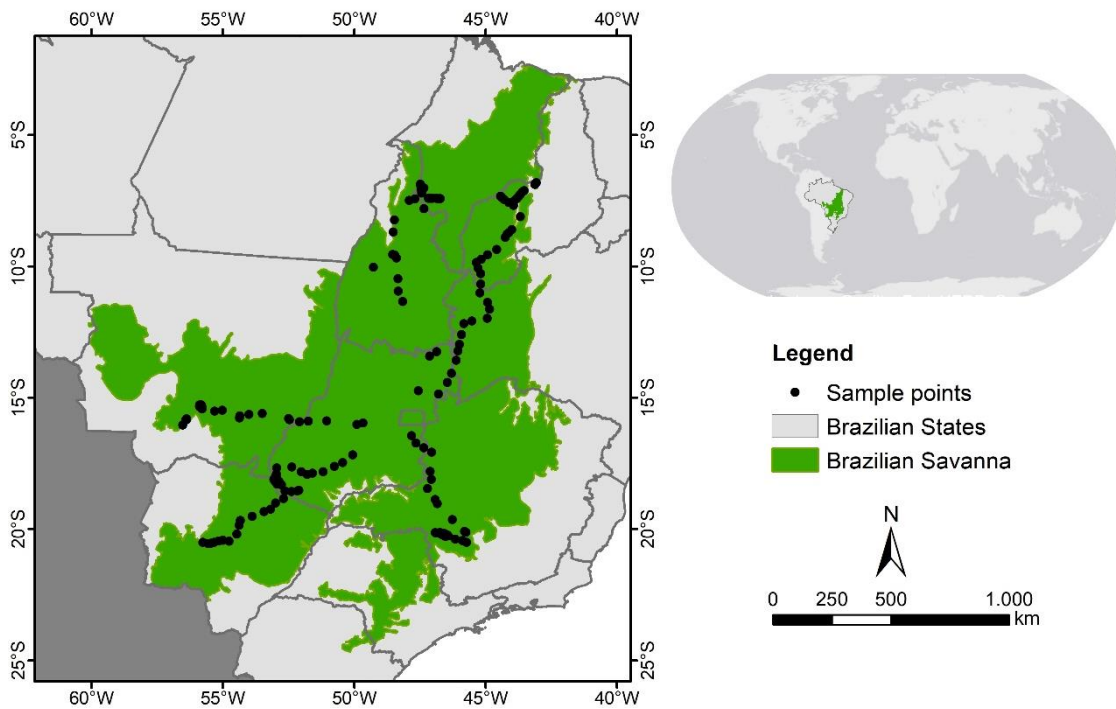 60°W 55°W 50°W 45°W 40°W
5°S 5°S
10°S 10°S
15°S 15°S
20°S 20°S
25°S 25°S
60°W 55°W 50°W 45°W 40°W
Legend
Sample points
Brazilian States
Brazilian Savanna
N
0 250 500 1.000
km